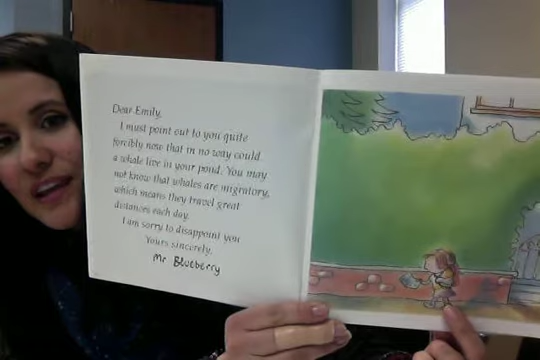 Dear Emily,
I must point out to you quite
forcibly now that in no way could
a whale live in your pond. You may
not know that whales are migratory,
which means they travel great
distances each day.
I am sorry to disappoint you
Yours sincerely,
Mr Blueberry